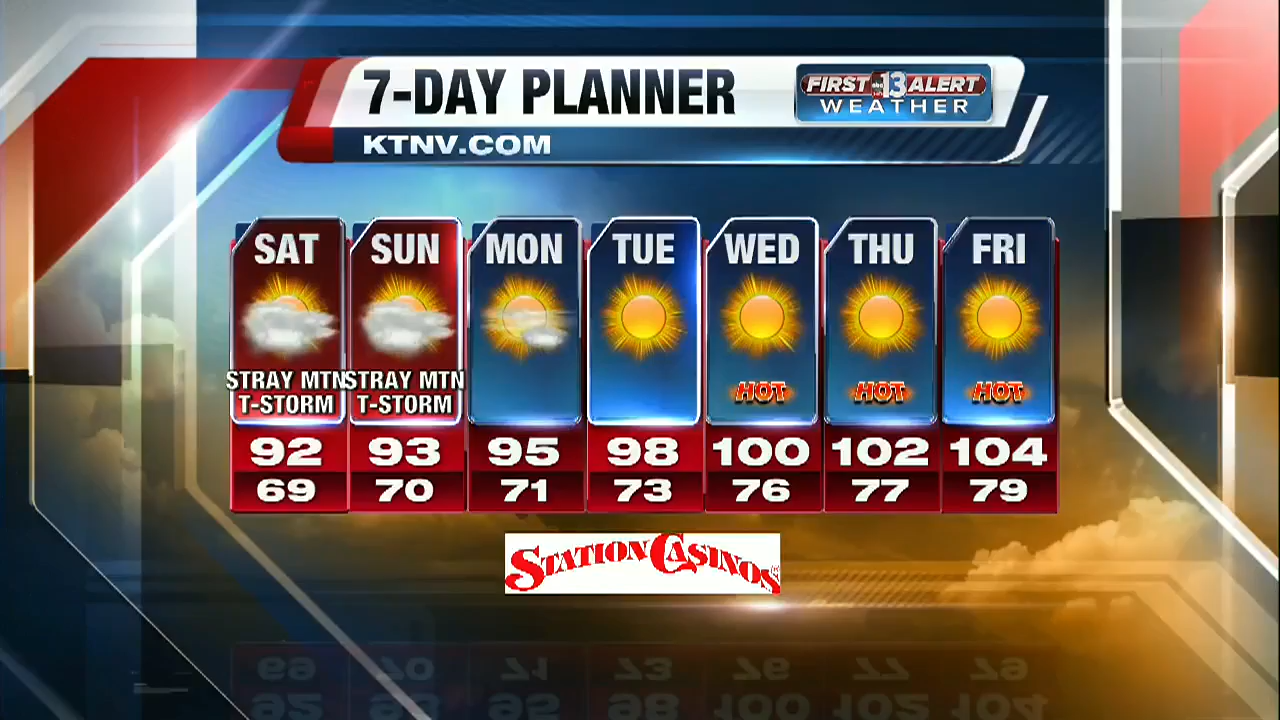 7-DAY PLANNER
FIRST abc 13 ALERT
WEATHER
KTNV.COM
SAT SUN MON TUE WED THU FRI
STRAY MTN STRAY MTN
T-STORM T-STORM HOT HOT HOT
92 93 95 98 100 102 104
69 70 71 73 76 77 79
STATION CASINOS